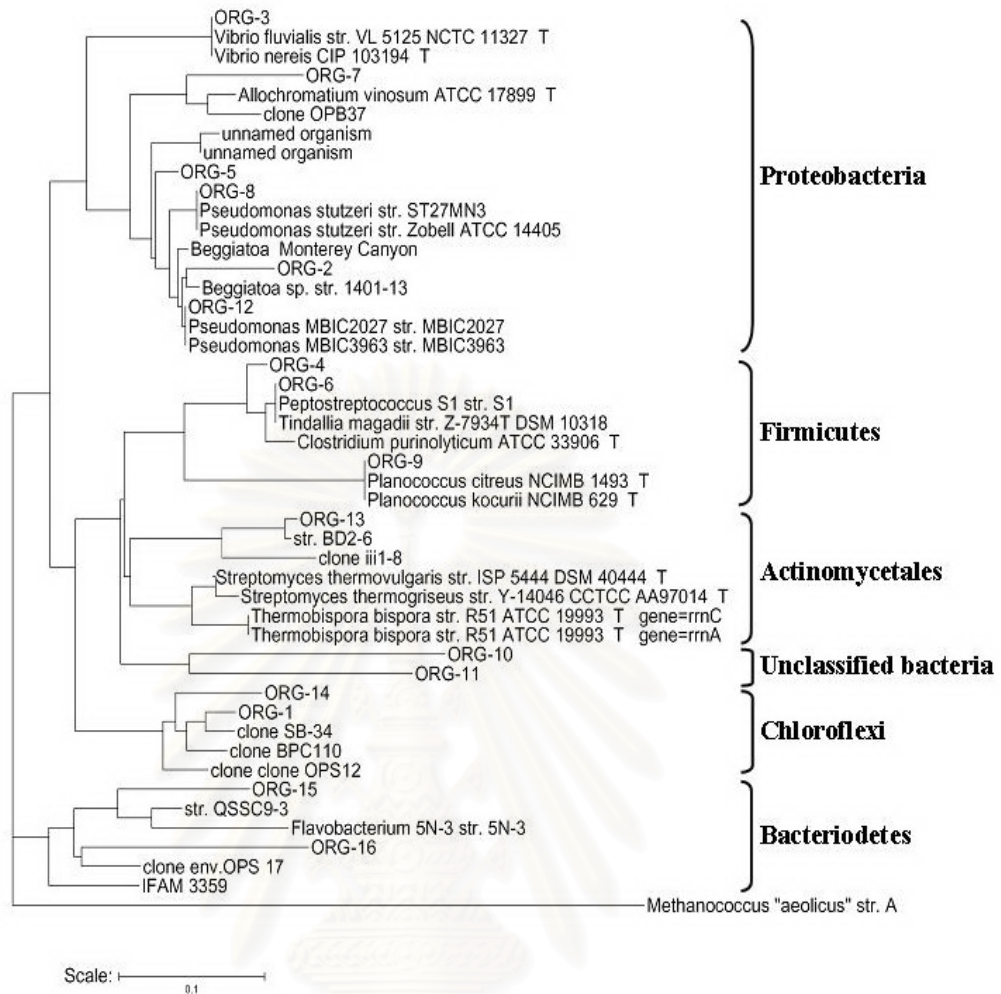 ORG-3
Vibrio fluvialis str. VL 5125 NCTC 11327 T
Vibrio nereis CIP 103194 T
ORG-7
Allochromatium vinosum ATCC 17899 T
clone OPB37
unnamed organism
unnamed organism
ORG-5
ORG-8
Pseudomonas stutzeri str. ST27MN3
Pseudomonas stutzeri str. Zobell ATCC 14405
Beggiatoa Monterey Canyon
ORG-2
Beggiatoa sp. str. 1401-13
ORG-12
Pseudomonas MBIC2027 str. MBIC2027
Pseudomonas MBIC3963 str. MBIC3963
Proteobacteria
ORG-4
ORG-6
Peptostreptococcus S1 str. S1
Tindallia magadii str. Z-7934T DSM 10318
Clostridium purinolyticum ATCC 33906 T
ORG-9
Planococcus citreus NCIMB 1493 T
Planococcus kocurii NCIMB 629 T
Firmicutes
ORG-13
str. BD2-6
clone iii1-8
Streptomyces thermovulgaris str. ISP 5444 DSM 40444 T
Streptomyces thermogriseus str. Y-14046 CCTCC AA97014 T
Thermobispora bispora str. R51 ATCC 19993 T gene=rrnC
Thermobispora bispora str. R51 ATCC 19993 T gene=rrnA
Actinomycetales
ORG-10
ORG-11
Unclassified bacteria
ORG-14
ORG-1
clone SB-34
clone BPC110
clone clone OPS12
Chloroflexi
ORG-15
str. QSSC9-3
Flavobacterium 5N-3 str. 5N-3
ORG-16
clone env.OPS 17
IFAM 3359
Bacteriodetes
Methanococcus "aeolicus" str. A
Scale:
0.1